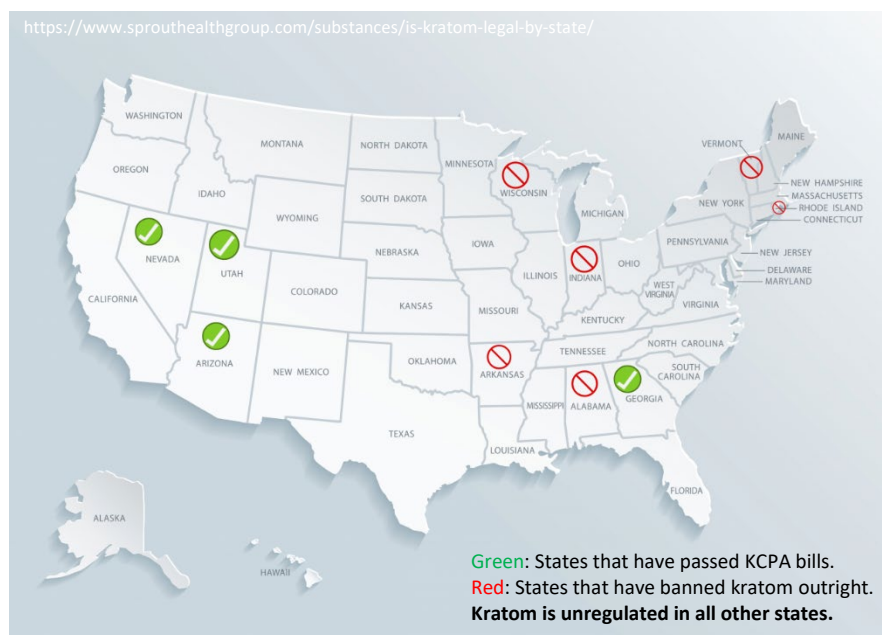 https://www.sprouthealthgroup.com/substances/is-kratom-legal-by-state/
WASHINGTON
MONTANA
NORTH DAKOTA
MINNESOTA
VERMONT
MAINE
OREGON
IDAHO
WYOMING
SOUTH DAKOTA
WISCONSIN
MICHIGAN
NEW YORK
NEW HAMPSHIRE
MASSACHUSETTS
RHODE ISLAND
CONNECTICUT
NEVADA
UTAH
NEBRASKA
IOWA
ILLINOIS
INDIANA
OHIO
PENNSYLVANIA
NEW JERSEY
DELAWARE
MARYLAND
CALIFORNIA
COLORADO
KANSAS
MISSOURI
KENTUCKY
WEST
VIRGINIA
VIRGINIA
ARIZONA
NEW MEXICO
OKLAHOMA
ARKANSAS
TENNESSEE
NORTH CAROLINA
SOUTH
CAROLINA
TEXAS
LOUISIANA
MISSISSIPPI
ALABAMA
GEORGIA
FLORIDA
ALASKA
HAWAII
Green: States that have passed KCPA bills.
Red: States that have banned kratom outright.
Kratom is unregulated in all other states.